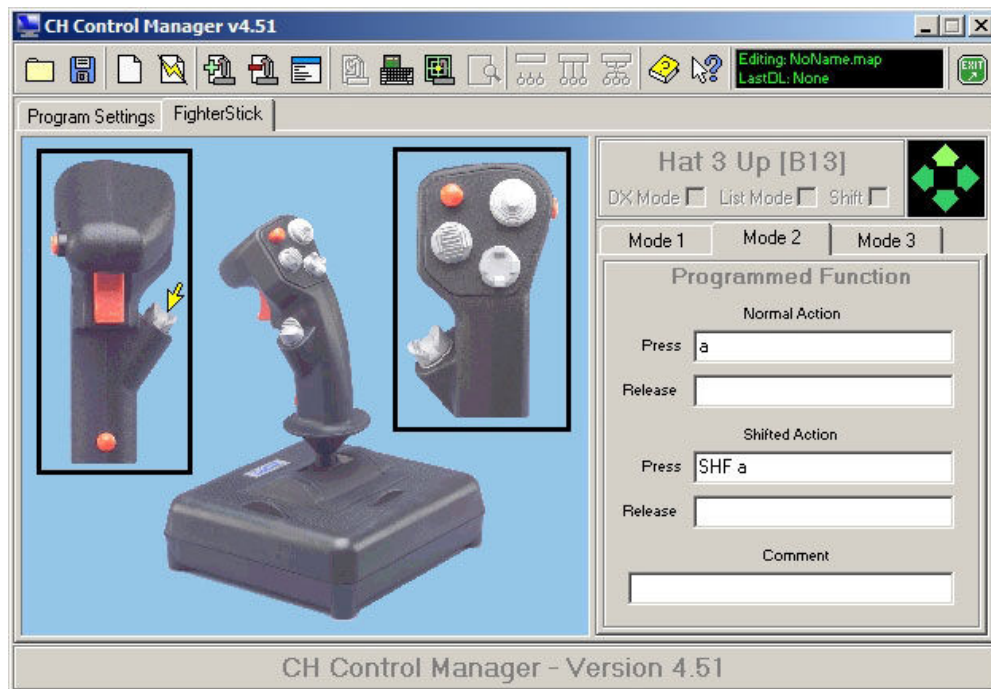 CH Control Manager v4.51
Editing: NoName.map
LastDL: None
EXIT
Program Settings FighterStick
Hat 3 Up [B13]
DX Mode List Mode Shift
Mode 1 Mode 2 Mode 3
Programmed Function
Normal Action
Press a
Release
Shifted Action
Press SHF a
Release
Comment
CH Control Manager - Version 4.51